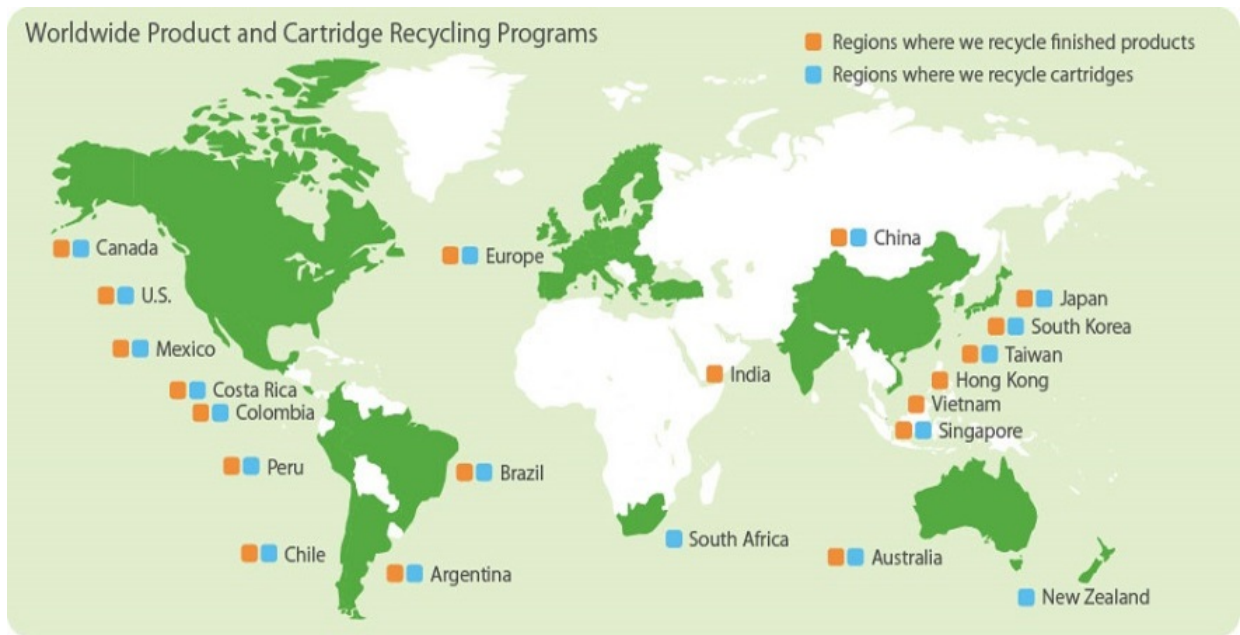 Worldwide Product and Cartridge Recycling Programs
Regions where we recycle finished products
Regions where we recycle cartridges
Canada
U.S.
Mexico
Costa Rica
Colombia
Peru
Chile
Argentina
Brazil
Europe
South Africa
India
China
Japan
South Korea
Taiwan
Hong Kong
Vietnam
Singapore
Australia
New Zealand